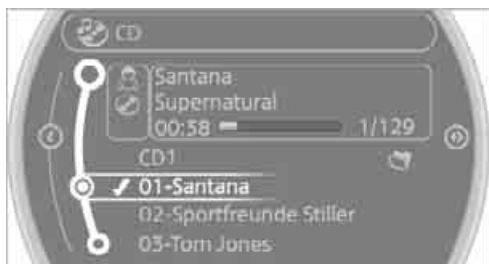 CD
Santana
Supernatural
00:58 1/129
CD1
01-Santana
02-Sportfreunde Stiller
03-Tom Jones